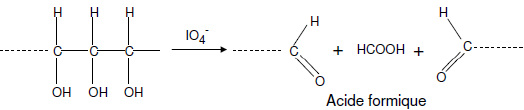 H H H
C C C
OH OH OH
IO4-
H
C
O
+ HCOOH +
H
C
O
Acide formique